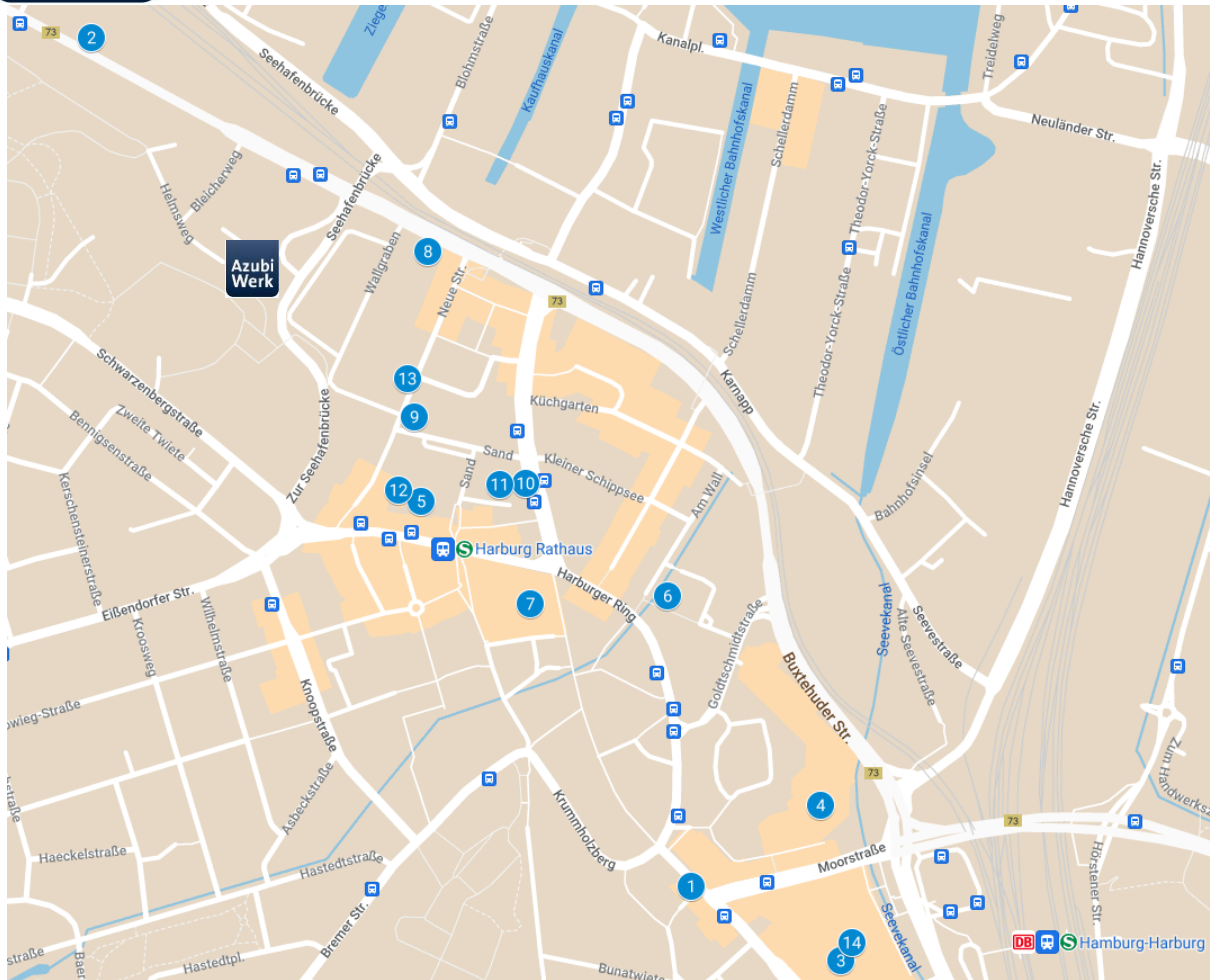 73
2
Seehafenbrücke
Blohmstraße
Kaufhauskanal
Kanalpl.
Treidelweg
Neuländer Str.
Westlicher Bahnhofskanal
Schellerdamm
Theodor-Yorck-Straße
Östlicher Bahnhofskanal
Hannoversche Str.
Bleicherweg
Helmsweg
Seehafenbrücke
Wallgraben
8
Neue Str.
Azubi
Werk
73
Schellerdamm
Theodor-Yorck-Straße
Karnapp
Schwarzenbergstraße
Zweite Twiete
Bennigsenstraße
Zur Seehafenbrücke
13
9
Küchgarten
Sand
Sand
Kleiner Schippsee
Am Wall
Bahnhofsinsel
Hannoversche Str.
12
5
11
10
Kerschensteinerstraße
S Harburg Rathaus
Harburger Ring
7
6
Eißendorfer Str.
Wilhelmstraße
Kroosweg
Knoopstraße
Goldtschmidtstraße
Seevekanal
Alte Seevestraße
Seevestraße
Buxtehuder Str.
73
4
73
Asbeckstraße
Krummholzberg
Haeckelstraße
Hastedtstraße
Bremer Str.
Hastedtpl.
1
Moorstraße
Seevekanal
14
3
Bunatwiete
Hörstener Str.
DB S Hamburg-Harburg